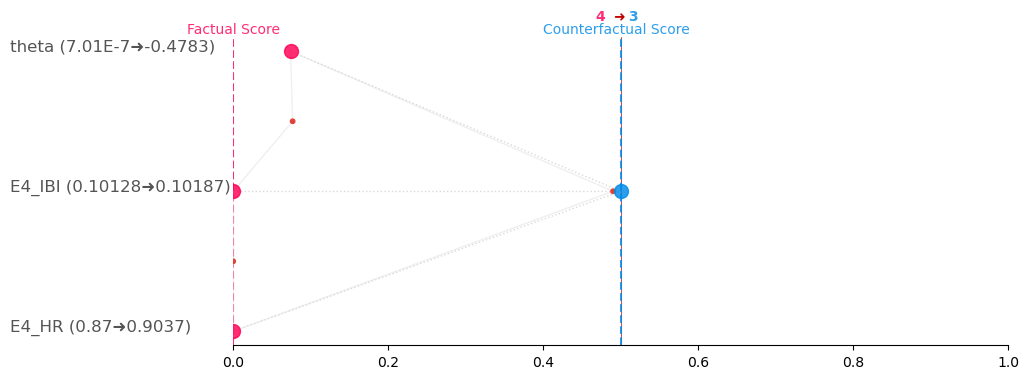 4 ➜ 3
Factual Score
Counterfactual Score
theta (7.01E-7➜-0.4783)
E4_IBI (0.10128➜0.10187)
E4_HR (0.87➜0.9037)
0.0 0.2 0.4 0.6 0.8 1.0